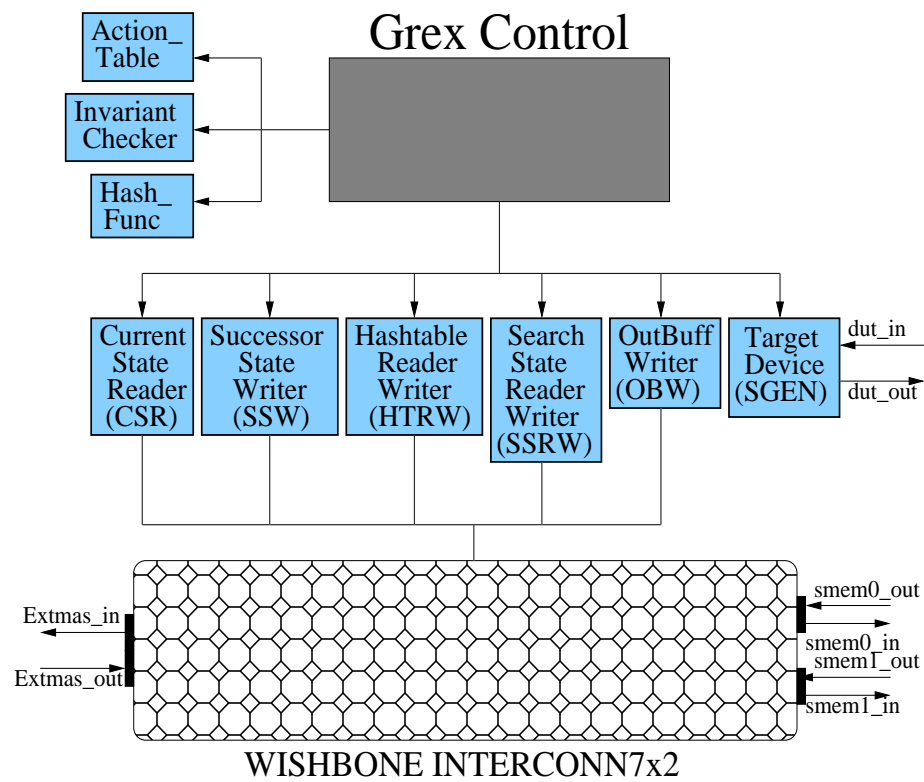 Grex Control
Action_
Table
Invariant
Checker
Hash_
Func
Current
State
Reader
(CSR)
Successor
State
Writer
(SSW)
Hashtable
Reader
Writer
(HTRW)
Search
State
Reader
Writer
(SSRW)
OutBuff
Writer
(OBW)
Target
Device
(SGEN)
dut_in
dut_out
Extmas_in
Extmas_out
smem0_out
smem0_in
smem1_out
smem1_in
WISHBONE INTERCONN7x2